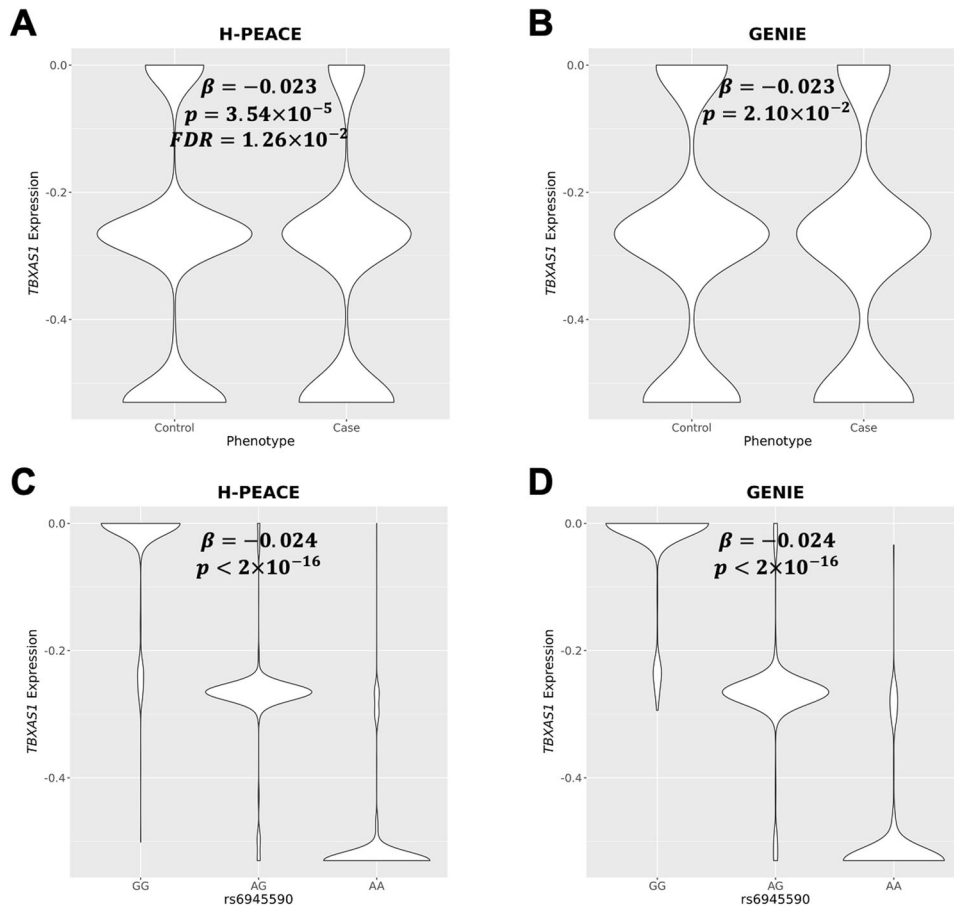 A
H-PEACE
β = −0.023
p = 3.54×10⁻⁵
FDR = 1.26×10⁻²
0.0
-0.2
-0.4
TBXAS1 Expression
Control
Case
Phenotype
B
GENIE
β = −0.023
p = 2.10×10⁻²
0.0
-0.2
-0.4
TBXAS1 Expression
Control
Case
Phenotype
C
H-PEACE
β = −0.024
p < 2×10⁻¹⁶
0.0
-0.2
-0.4
TBXAS1 Expression
GG
AG
AA
rs6945590
D
GENIE
β = −0.024
p < 2×10⁻¹⁶
0.0
-0.2
-0.4
TBXAS1 Expression
GG
AG
AA
rs6945590